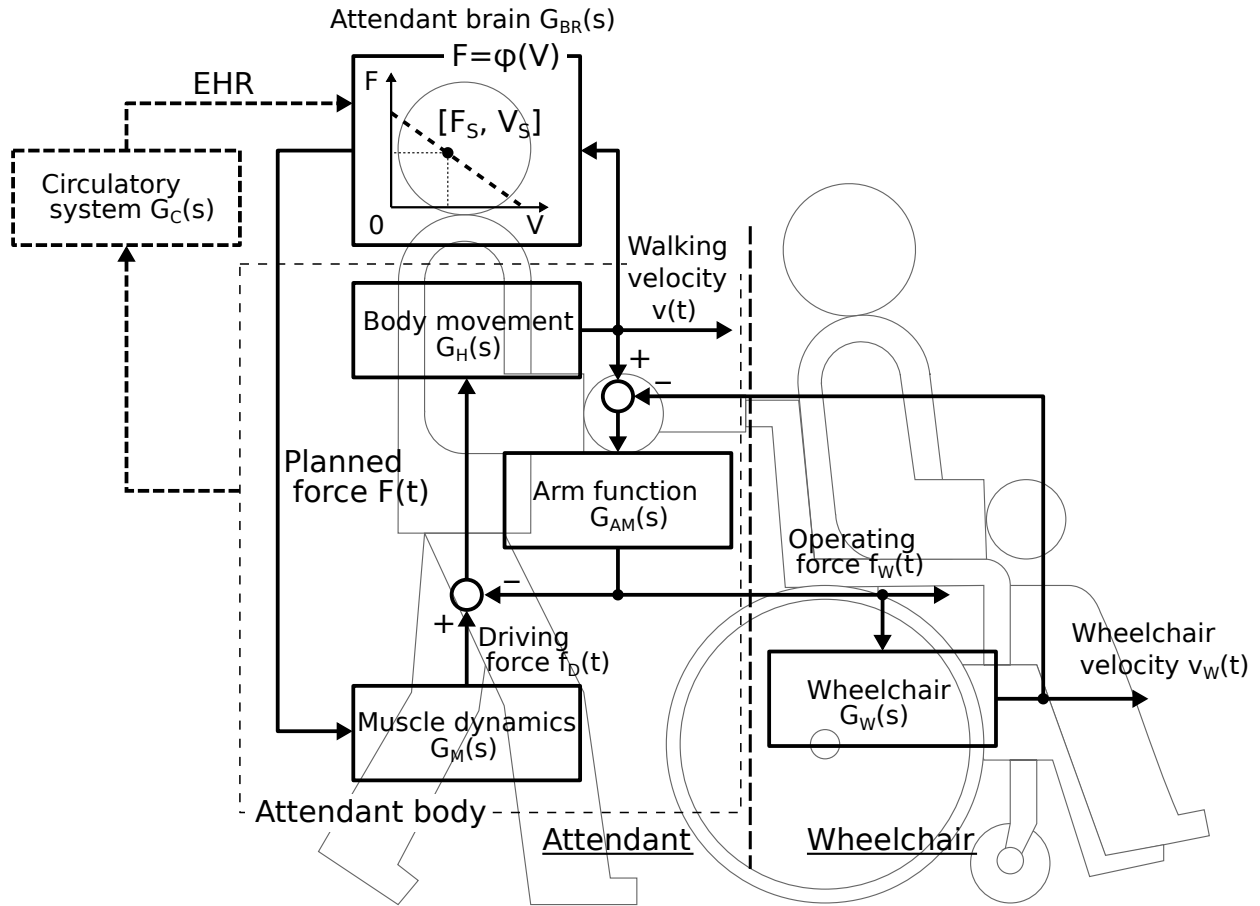 Attendant brain G_BR(s)
F=φ(V)
EHR
F
[F_S, V_S]
0
V
Circulatory
system G_C(s)
Walking
velocity
v(t)
Body movement
G_H(s)
+
−
Planned
force F(t)
Arm function
G_AM(s)
Operating
force f_W(t)
−
+
Driving
force f_D(t)
Wheelchair
velocity v_W(t)
Wheelchair
G_W(s)
Muscle dynamics
G_M(s)
Attendant body
Attendant
Wheelchair